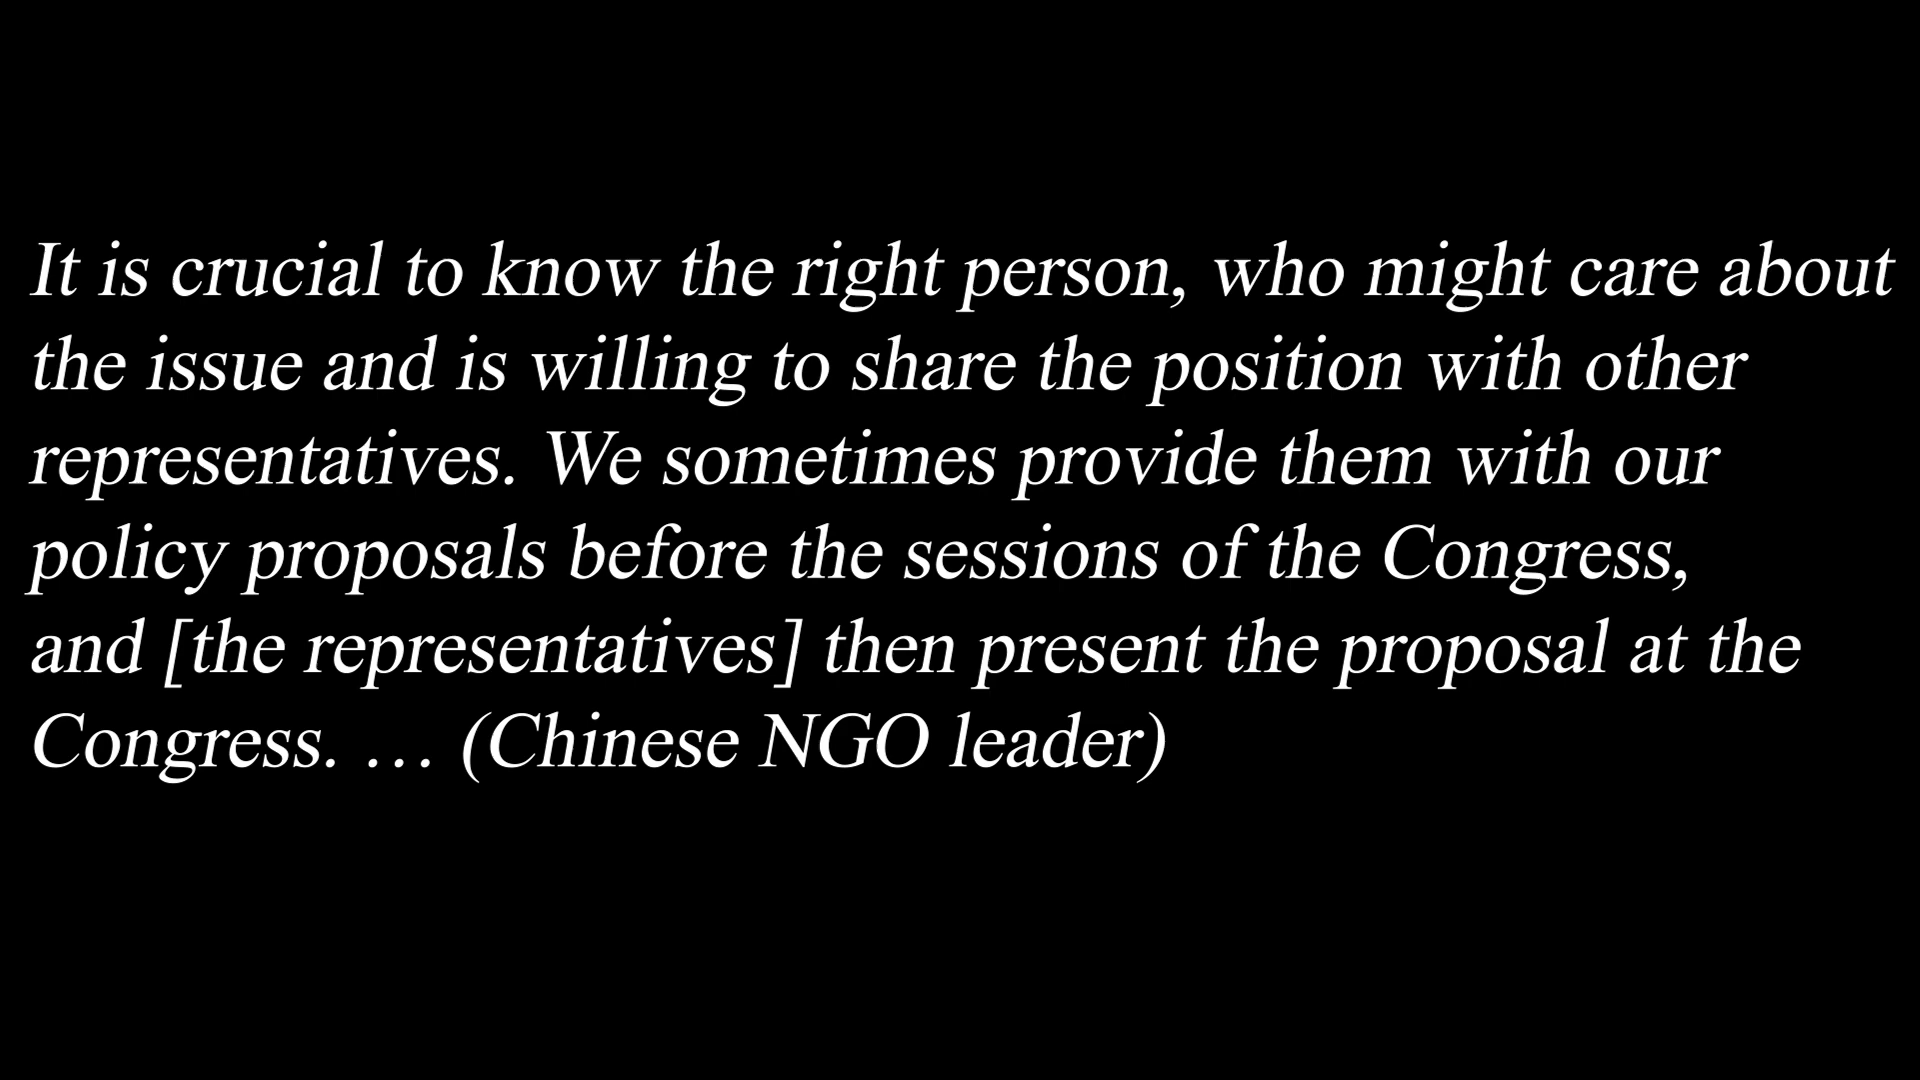 It is crucial to know the right person, who might care about
the issue and is willing to share the position with other
representatives. We sometimes provide them with our
policy proposals before the sessions of the Congress,
and [the representatives] then present the proposal at the
Congress. … (Chinese NGO leader)